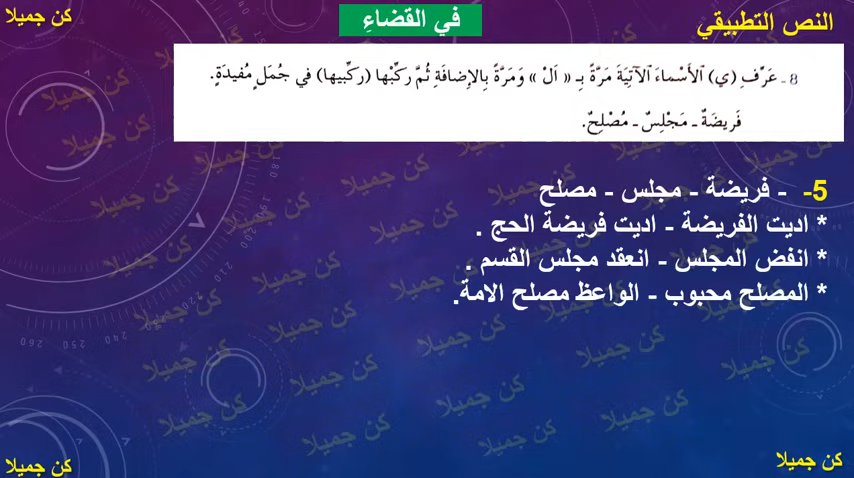 كن جميلا
في القضاءِ
النص التطبيقي
8 ـ عَرِّفِ (ي) ٱلأَسْماءَ ٱلآتِيَةَ مَرَّةً بِـ « اَلْ » وَمَرَّةً بِالإِضافَةِ ثُمَّ رَكِّبْها (رَكِّبيها) في جُمَلٍ مُفيدَةٍ.
فَريضَةٌ ـ مَجْلِسٌ ـ مُصْلِحٌ.
5- - فريضة - مجلس - مصلح
* اديت الفريضة - اديت فريضة الحج .
* انفض المجلس - انعقد مجلس القسم .
* المصلح محبوب - الواعظ مصلح الامة.
كن جميلا
كن جميلا